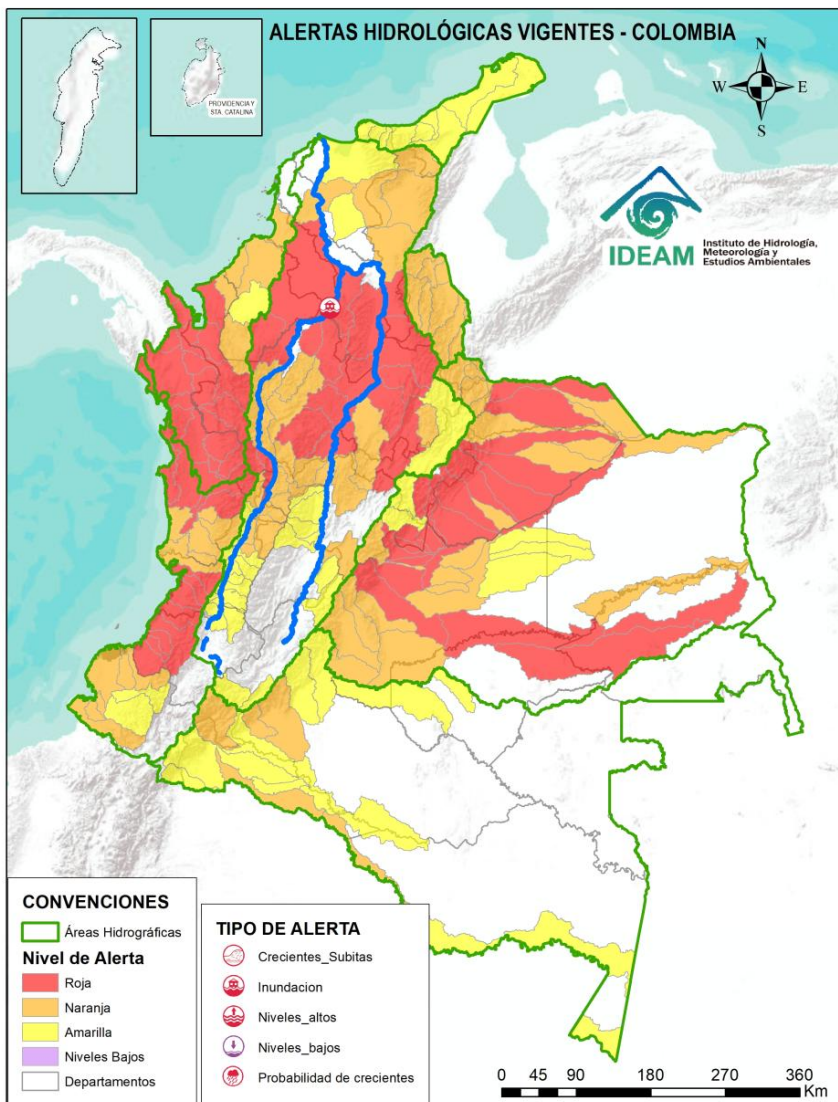 ALERTAS HIDROLÓGICAS VIGENTES - COLOMBIA
PROVIDENCIA Y
STA. CATALINA
N
W
E
S
IDEAM
Instituto de Hidrología,
Meteorología y
Estudios Ambientales
CONVENCIONES
Áreas Hidrográficas
Nivel de Alerta
Roja
Naranja
Amarilla
Niveles Bajos
Departamentos
TIPO DE ALERTA
Crecientes_Subitas
Inundacion
Niveles_altos
Niveles_bajos
Probabilidad de crecientes
0 45 90 180 270 360
Km